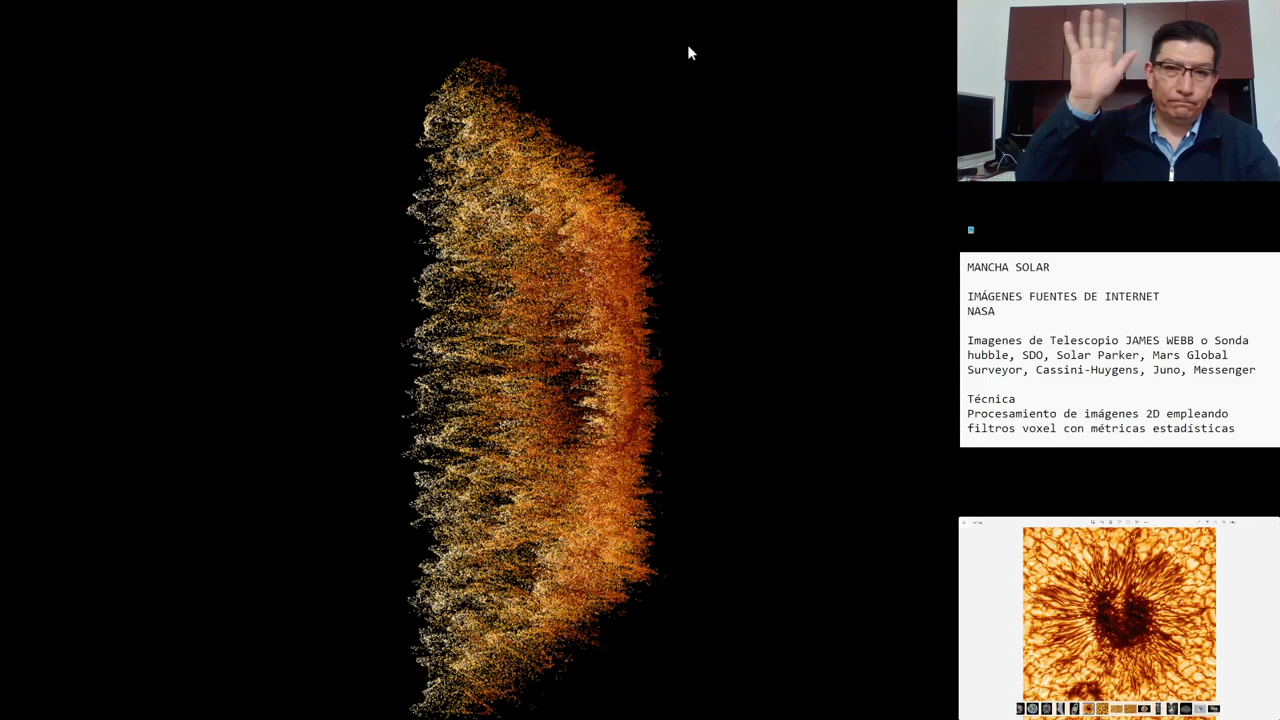 MANCHA SOLAR
IMÁGENES FUENTES DE INTERNET
NASA
Imagenes de Telescopio JAMES WEBB o Sonda
hubble, SDO, Solar Parker, Mars Global
Surveyor, Cassini-Huygens, Juno, Messenger
Técnica
Procesamiento de imágenes 2D empleando
filtros voxel con métricas estadísticas